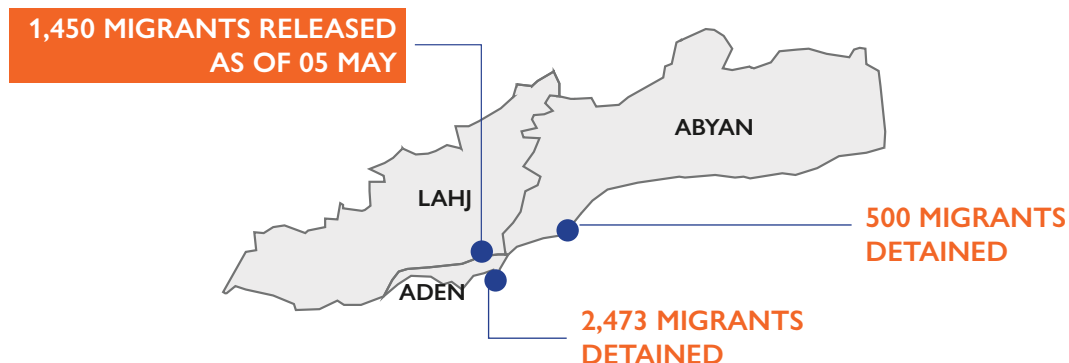 1,450 MIGRANTS RELEASED
AS OF 05 MAY
ABYAN
LAHJ
500 MIGRANTS
DETAINED
ADEN
2,473 MIGRANTS
DETAINED